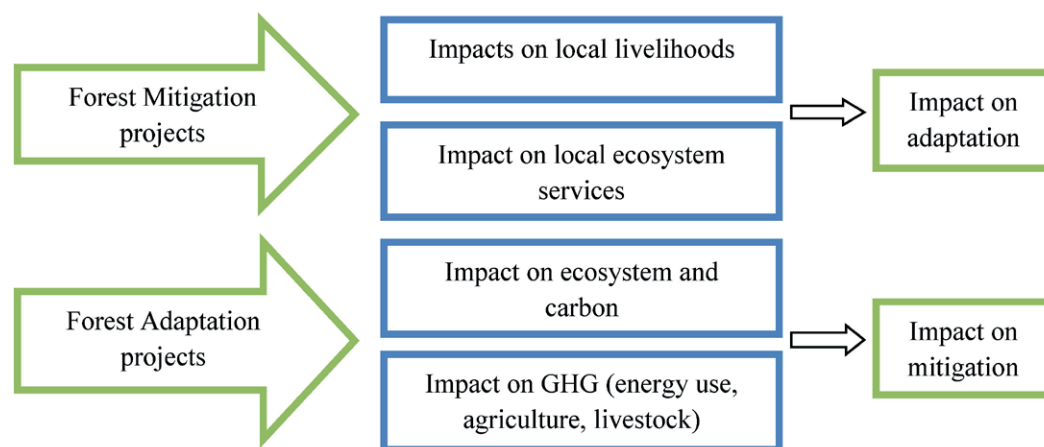 Forest Mitigation
projects
Impacts on local livelihoods
Impact on local ecosystem
services
Impact on
adaptation
Forest Adaptation
projects
Impact on ecosystem and
carbon
Impact on GHG (energy use,
agriculture, livestock)
Impact on
mitigation